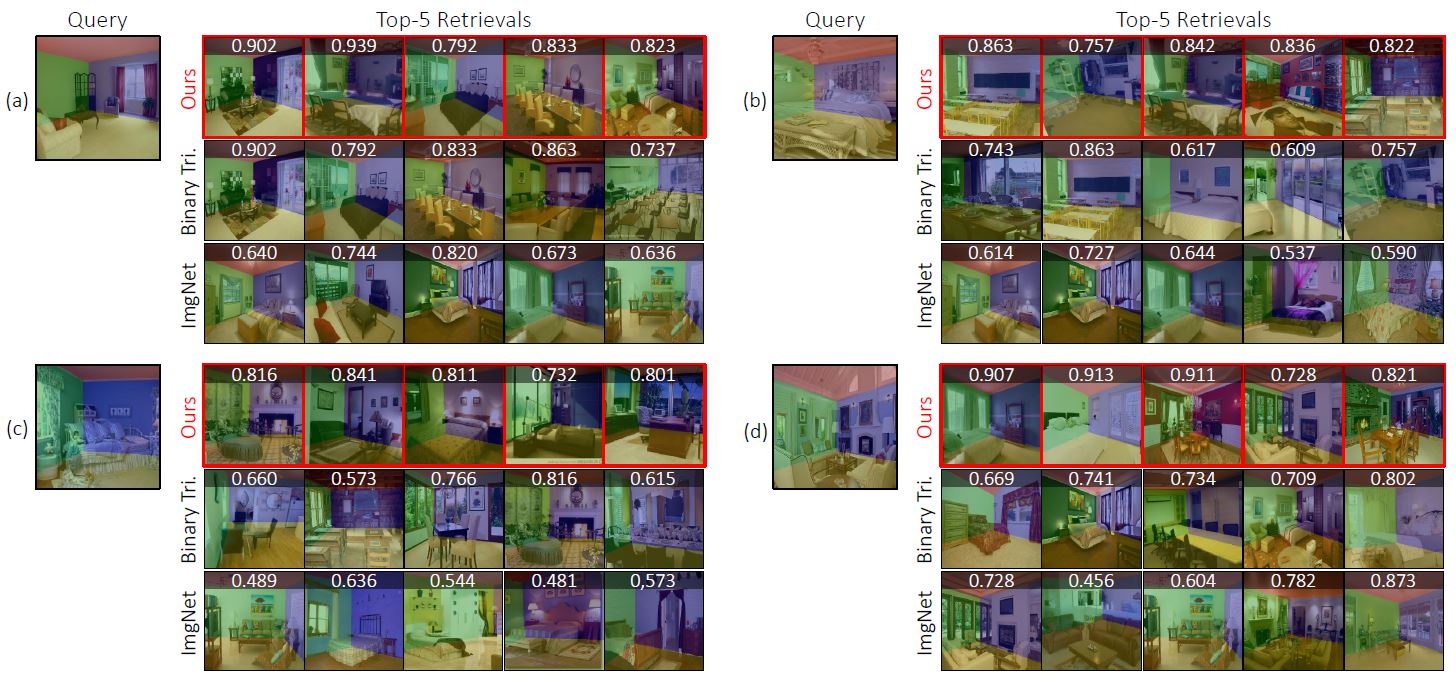 Query Top-5 Retrievals
(a)
Ours 0.902 0.939 0.792 0.833 0.823
Binary Tri. 0.902 0.792 0.833 0.863 0.737
ImgNet 0.640 0.744 0.820 0.673 0.636
Query Top-5 Retrievals
(b)
Ours 0.863 0.757 0.842 0.836 0.822
Binary Tri. 0.743 0.863 0.617 0.609 0.757
ImgNet 0.614 0.727 0.644 0.537 0.590
(c)
Ours 0.816 0.841 0.811 0.732 0.801
Binary Tri. 0.660 0.573 0.766 0.816 0.615
ImgNet 0.489 0.636 0.544 0.481 0,573
(d)
Ours 0.907 0.913 0.911 0.728 0.821
Binary Tri. 0.669 0.741 0.734 0.709 0.802
ImgNet 0.728 0.456 0.604 0.782 0.873